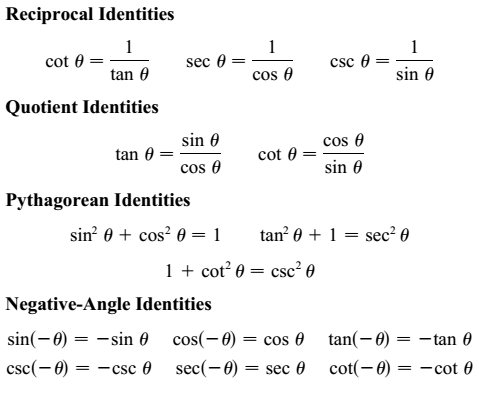 Reciprocal Identities
cot θ = 1/tan θ   sec θ = 1/cos θ   csc θ = 1/sin θ
Quotient Identities
tan θ = sin θ/cos θ   cot θ = cos θ/sin θ
Pythagorean Identities
sin² θ + cos² θ = 1   tan² θ + 1 = sec² θ
1 + cot² θ = csc² θ
Negative-Angle Identities
sin(−θ) = −sin θ   cos(−θ) = cos θ   tan(−θ) = −tan θ
csc(−θ) = −csc θ   sec(−θ) = sec θ   cot(−θ) = −cot θ